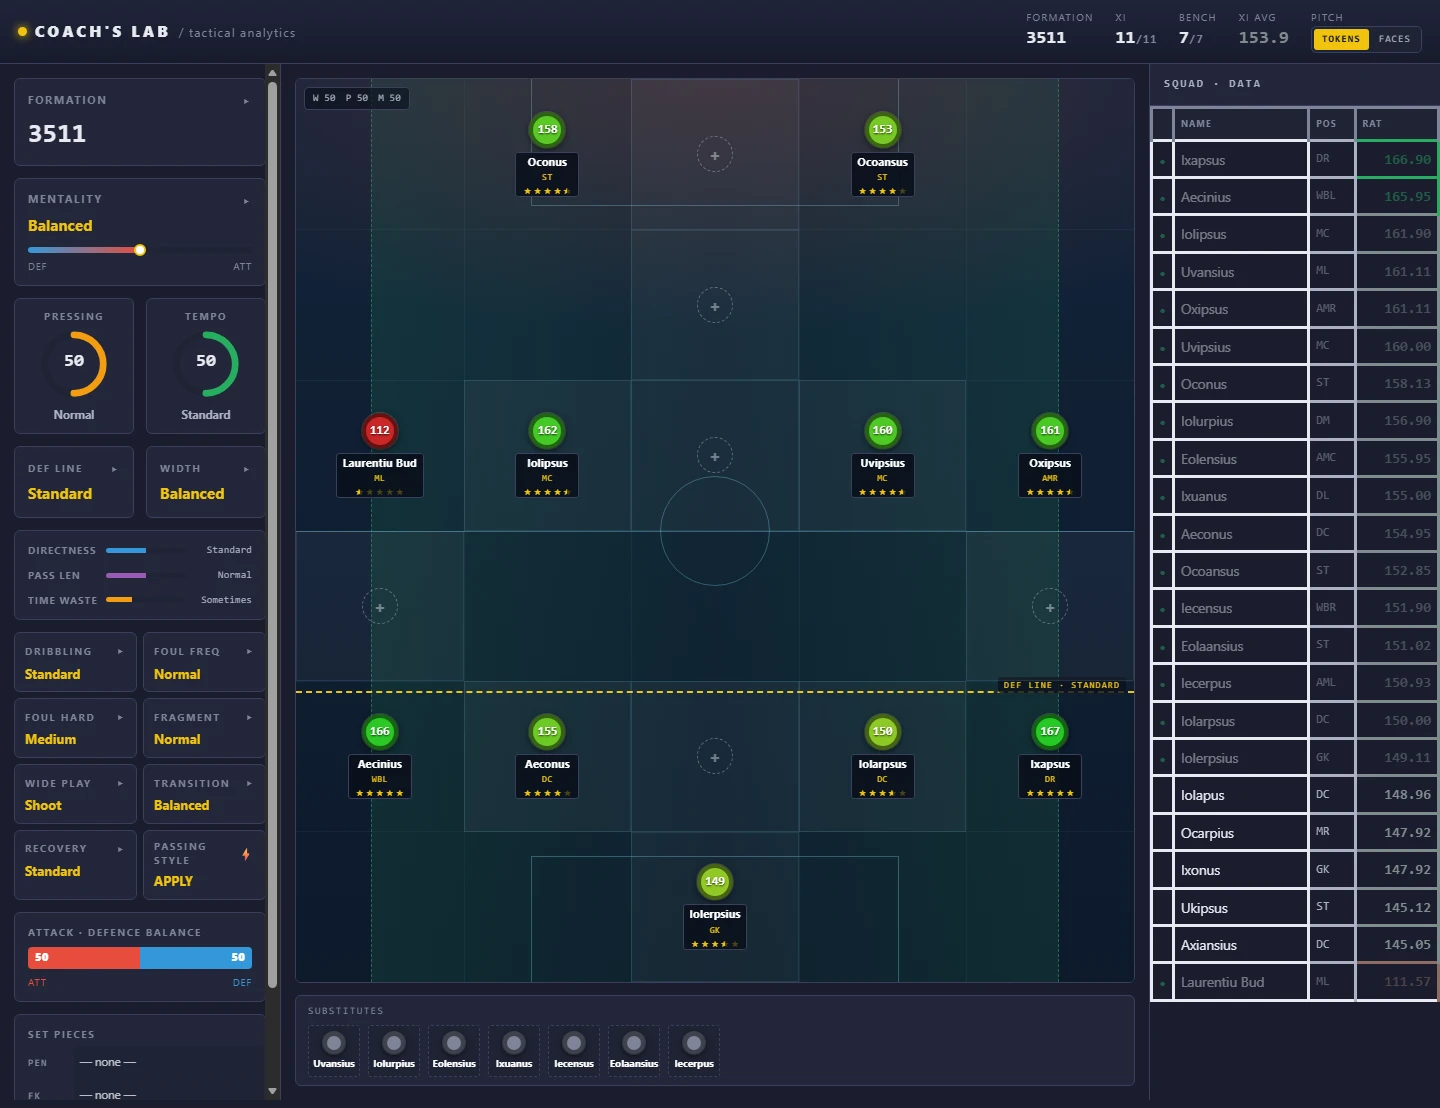 COACH'S LAB / tactical analytics
FORMATION XI BENCH XI AVG PITCH
3511 11/11 7/7 153.9 TOKENS FACES
FORMATION ▸
3511
MENTALITY ▸
Balanced
DEF ATT
PRESSING
50
Normal
TEMPO
50
Standard
DEF LINE ▸
Standard
WIDTH ▸
Balanced
DIRECTNESS Standard
PASS LEN Normal
TIME WASTE Sometimes
DRIBBLING ▸
Standard
FOUL FREQ ▸
Normal
FOUL HARD ▸
Medium
FRAGMENT ▸
Normal
WIDE PLAY ▸
Shoot
TRANSITION ▸
Balanced
RECOVERY ▸
Standard
PASSING
STYLE
APPLY
ATTACK · DEFENCE BALANCE
50 50
ATT DEF
SET PIECES
PEN — none —
FK — none —
W 50 P 50 M 50
158
Oconus
ST
★★★★
+
153
Ocoansus
ST
★★★★★
+
112
Laurentiu Bud
ML
162
Iolipsus
MC
+
160
Uvipsius
MC
161
Oxipsus
AMR
+
+
DEF LINE · STANDARD
166
Aecinius
WBL
★★★★★
155
Aeconus
DC
★★★★★
+
150
Iolarpsus
DC
167
Ixapsus
DR
★★★★★
149
Iolerpsius
GK
SUBSTITUTES
Uvansius Iolurpius Eolensius Ixuanus Iecensus Eolaansius Iecerpus
SQUAD · DATA
NAME POS RAT
Ixapsus DR 166.90
Aecinius WBL 165.95
Iolipsus MC 161.90
Uvansius ML 161.11
Oxipsus AMR 161.11
Uvipsius MC 160.00
Oconus ST 158.13
Iolurpius DM 156.90
Eolensius AMC 155.95
Ixuanus DL 155.00
Aeconus DC 154.95
Ocoansus ST 152.85
Iecensus WBR 151.90
Eolaansius ST 151.02
Iecerpus AML 150.93
Iolarpsus DC 150.00
Iolerpsius GK 149.11
Iolapus DC 148.96
Ocarpius MR 147.92
Ixonus GK 147.92
Ukipsus ST 145.12
Axiansius DC 145.05
Laurentiu Bud ML 111.57